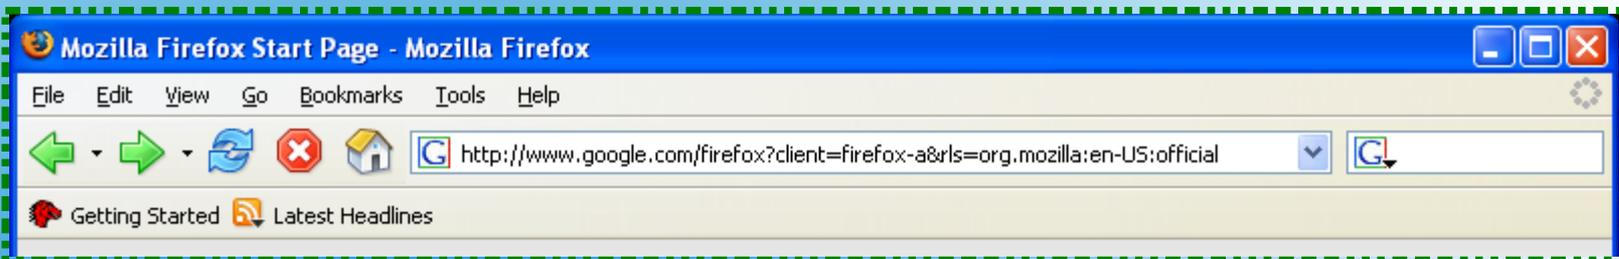 Mozilla Firefox Start Page - Mozilla Firefox
File Edit View Go Bookmarks Tools Help
G http://www.google.com/firefox?client=firefox-a&rls=org.mozilla:en-US:official G
Getting Started Latest Headlines